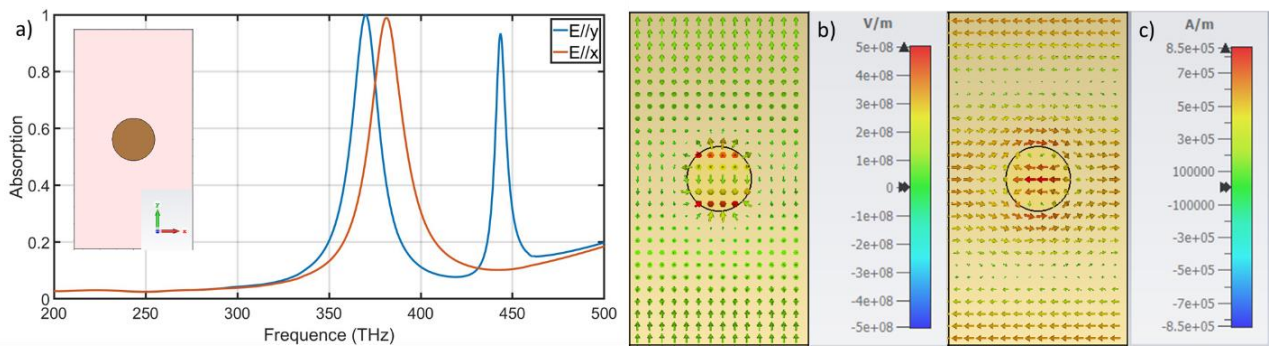 a)
1
0.8
0.6
0.4
0.2
0
Absorption
E//y
E//x
y
x
200
250
300
350
400
450
500
Frequence (THz)
b)
V/m
5e+08
4e+08
3e+08
2e+08
1e+08
0
-1e+08
-2e+08
-3e+08
-4e+08
-5e+08
c)
A/m
8.5e+05
7e+05
5e+05
3e+05
100000
-100000
-3e+05
-5e+05
-7e+05
-8.5e+05